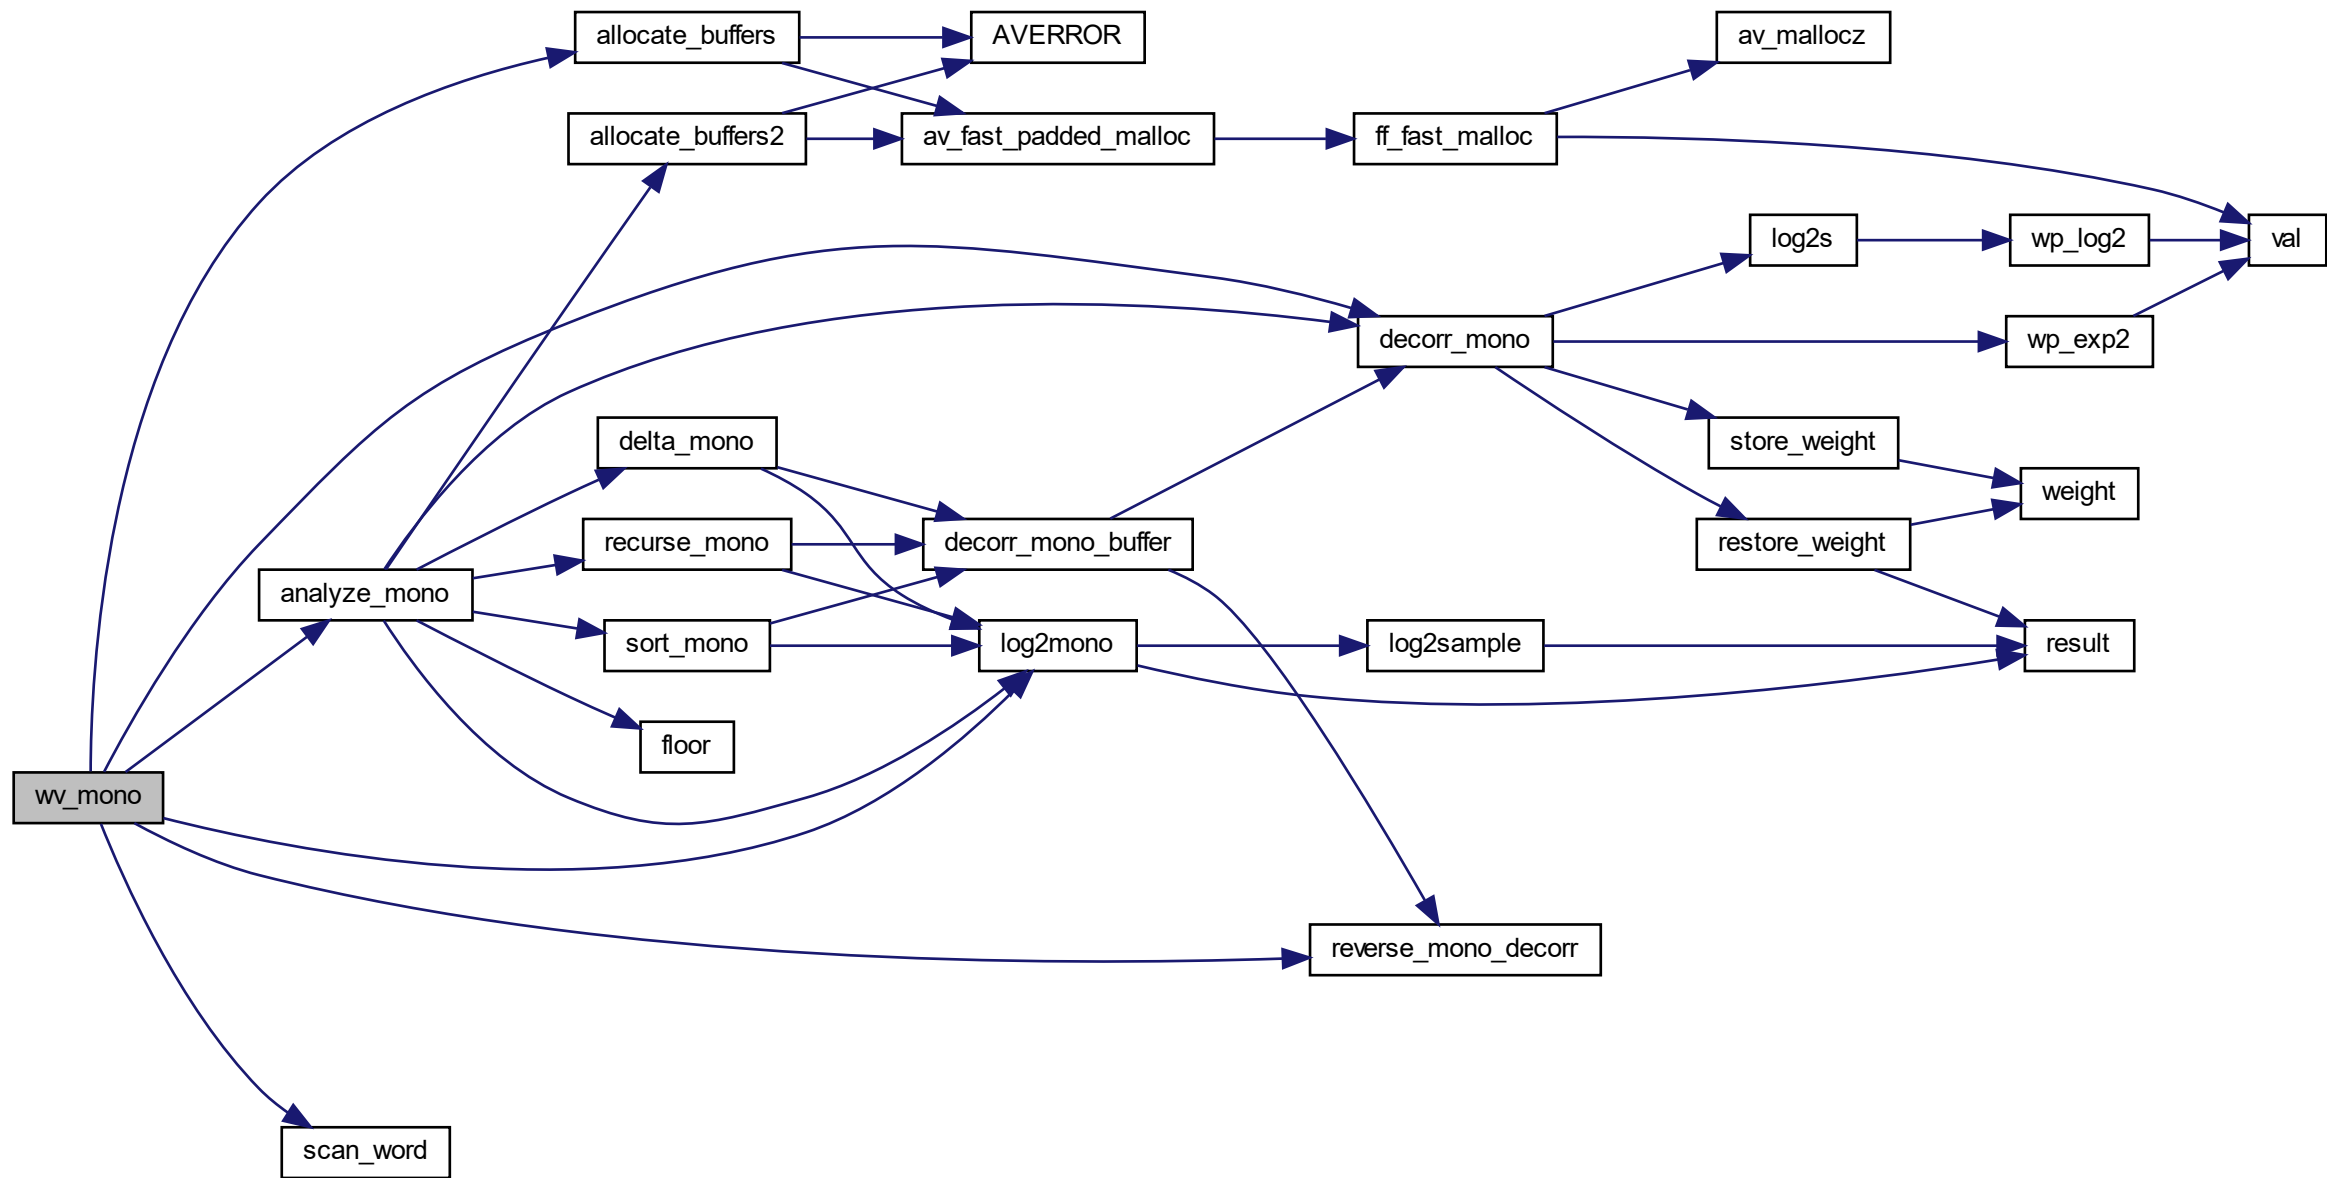 allocate_buffers
AVERROR
av_mallocz
allocate_buffers2
av_fast_padded_malloc
ff_fast_malloc
log2s
wp_log2
val
decorr_mono
wp_exp2
delta_mono
store_weight
weight
recurse_mono
decorr_mono_buffer
restore_weight
analyze_mono
sort_mono
log2mono
log2sample
result
floor
wv_mono
reverse_mono_decorr
scan_word